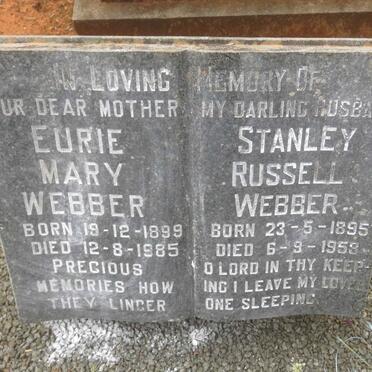 IN LOVING MEMORY OF
UR DEAR MOTHER
EURIE
MARY
WEBBER
BORN 19-12-1899
DIED 12-8-1985
PRECIOUS
MEMORIES HOW
THEY LINGER
MY DARLING HUSBA
STANLEY
RUSSELL
WEBBER
BORN 23-5-1895
DIED 6-9-1953
O LORD IN THY KEEP-
ING I LEAVE MY LOVED
ONE SLEEPING